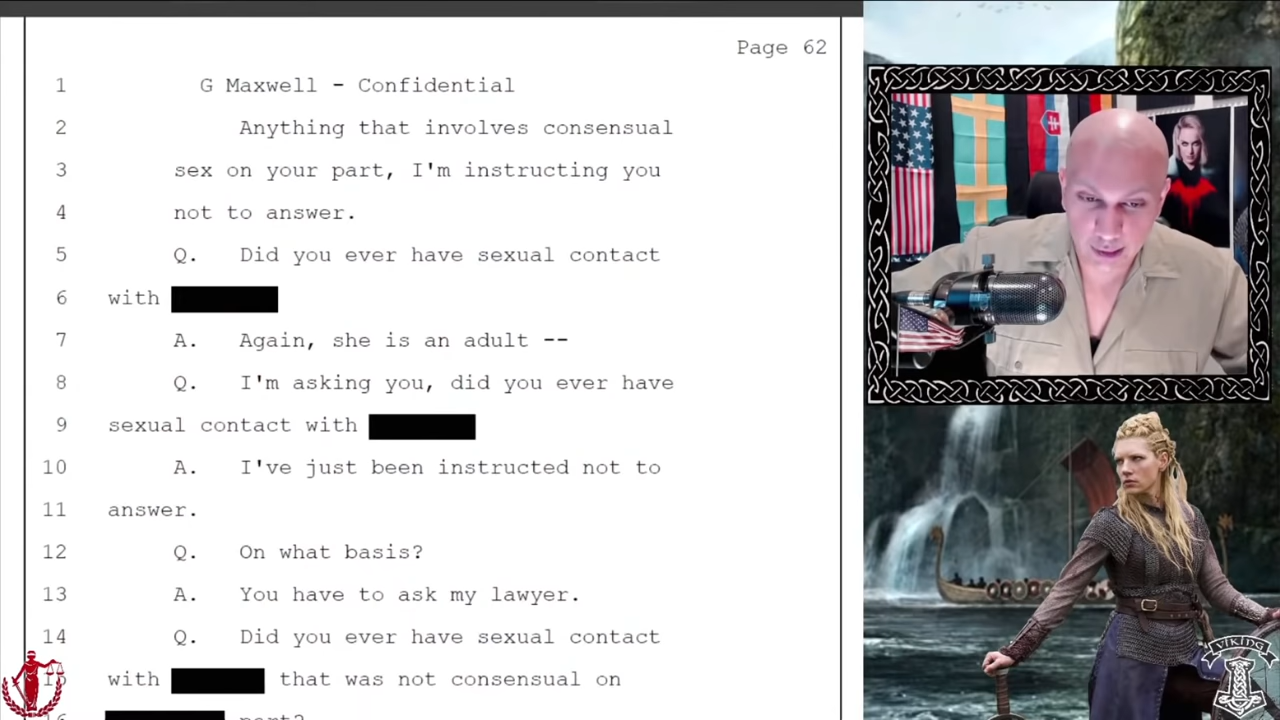 Page 62
1 G Maxwell - Confidential
2 Anything that involves consensual
3 sex on your part, I'm instructing you
4 not to answer.
5 Q. Did you ever have sexual contact
6 with
7 A. Again, she is an adult --
8 Q. I'm asking you, did you ever have
9 sexual contact with
10 A. I've just been instructed not to
11 answer.
12 Q. On what basis?
13 A. You have to ask my lawyer.
14 Q. Did you ever have sexual contact
15 with that was not consensual on
16 part?
VIKING